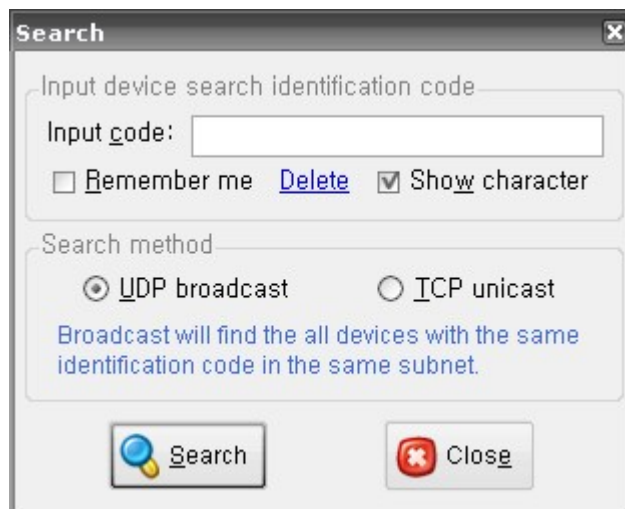 Search
Input device search identification code
Input code:
Remember me Delete Show character
Search method
UDP broadcast TCP unicast
Broadcast will find the all devices with the same
identification code in the same subnet.
Search Close